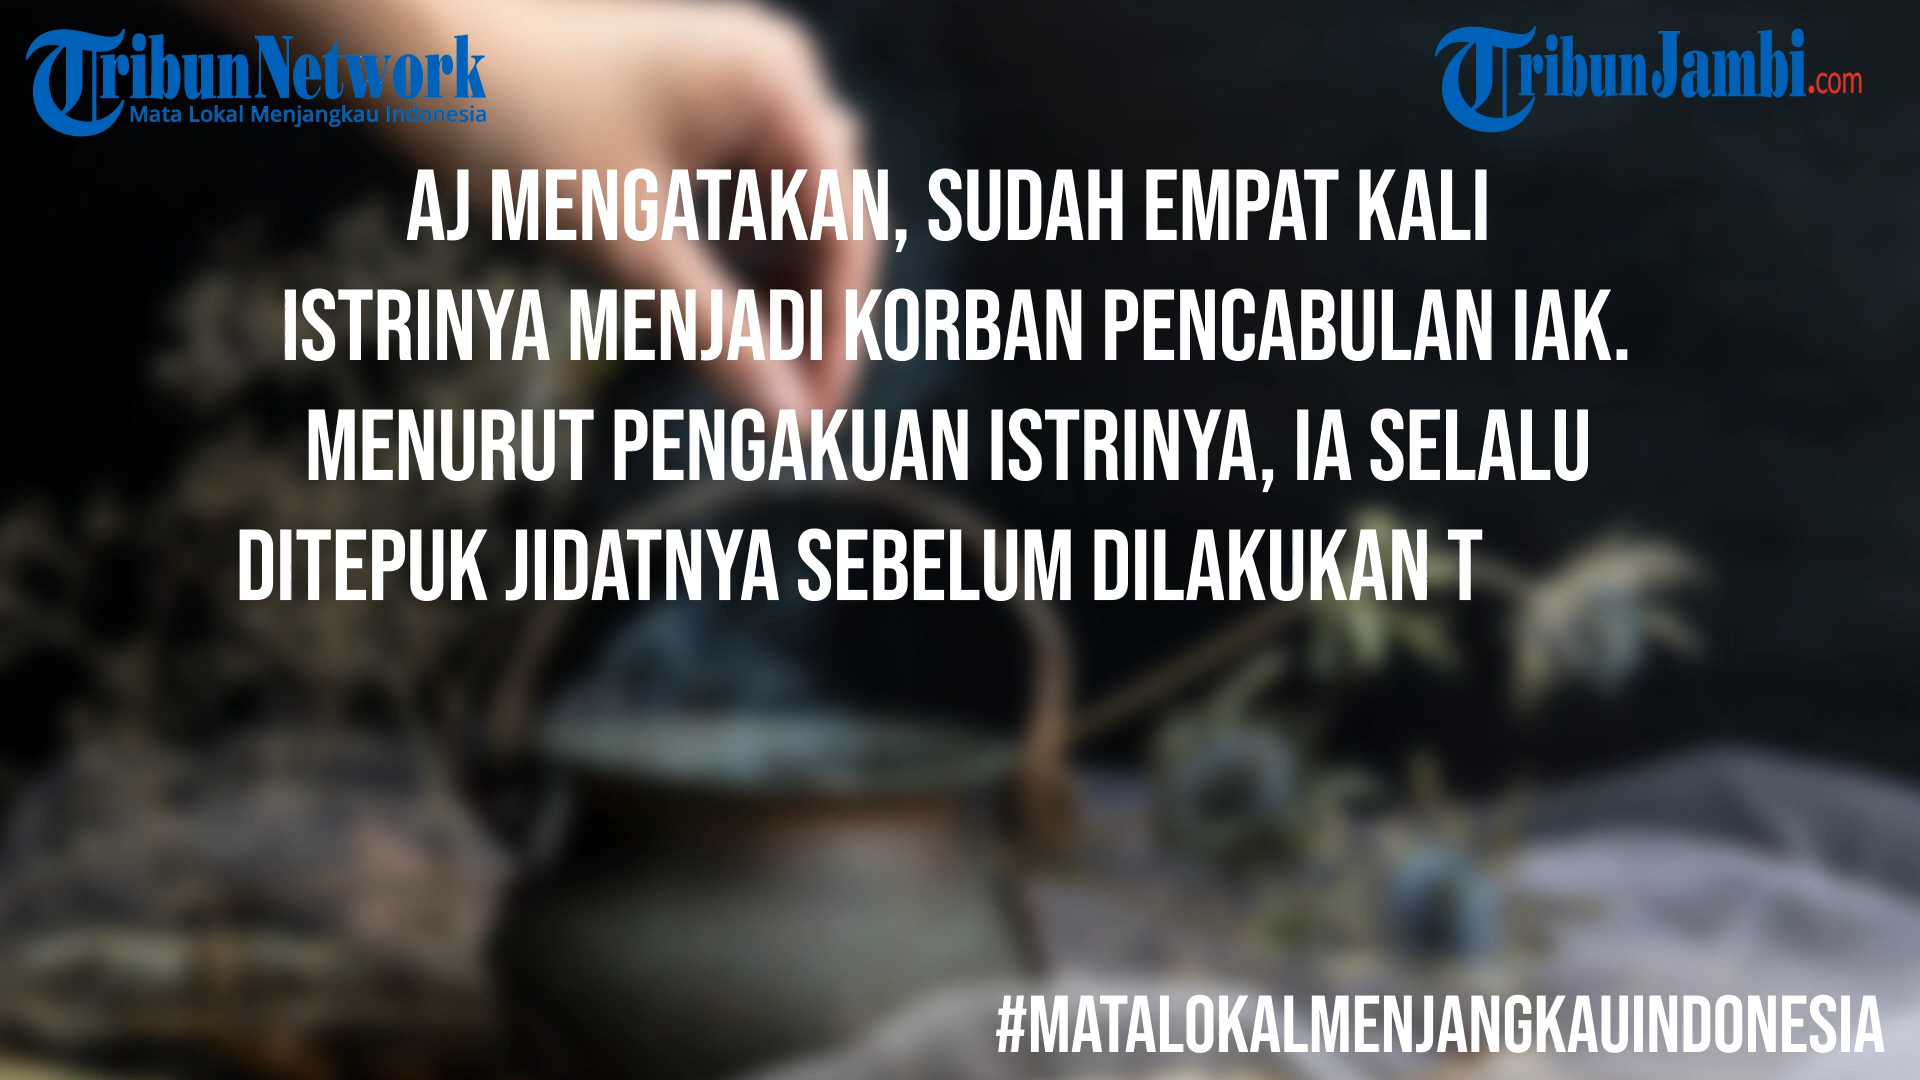 TribunNetwork
Mata Lokal Menjangkau Indonesia
TribunJambi.com
AJ MENGATAKAN, SUDAH EMPAT KALI
ISTRINYA MENJADI KORBAN PENCABULAN IAK.
MENURUT PENGAKUAN ISTRINYA, IA SELALU
DITEPUK JIDATNYA SEBELUM DILAKUKAN T
#MATALOKALMENJANGKAUINDONESIA